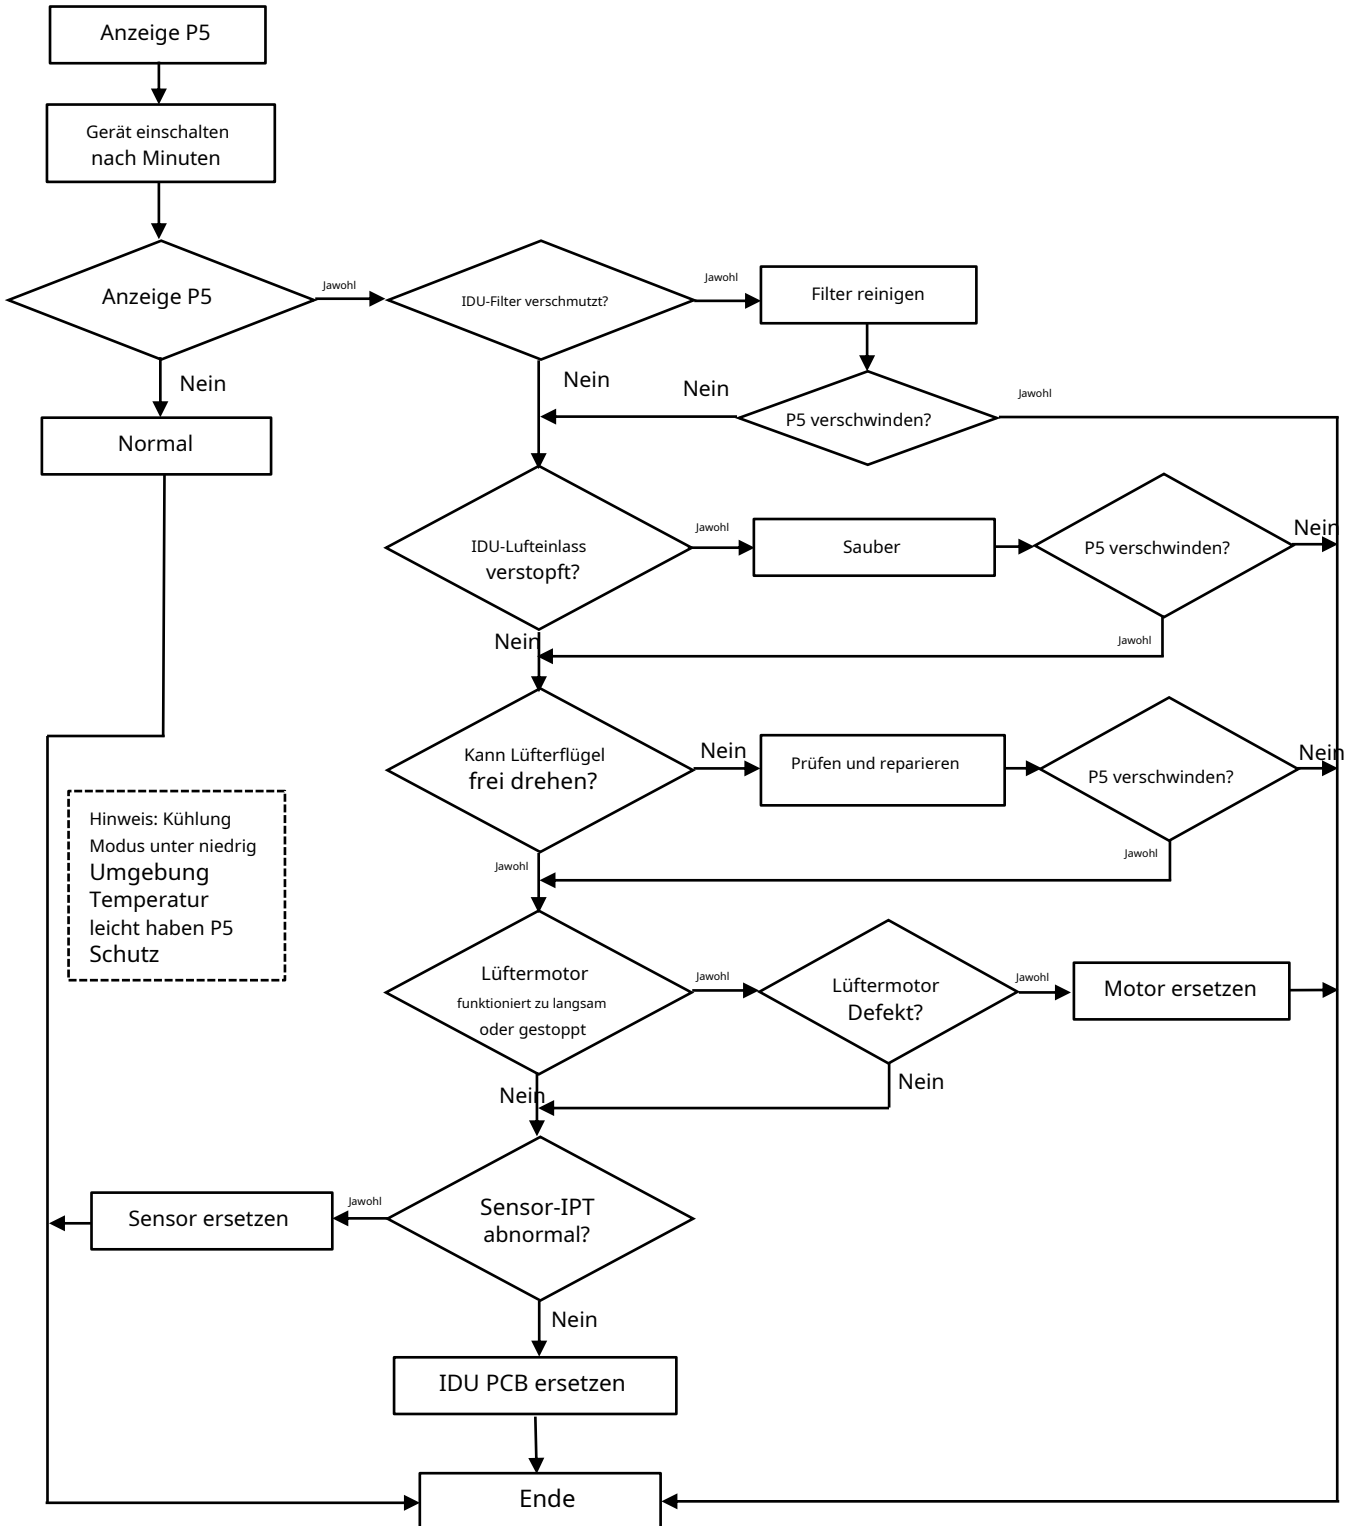 Anzeige P5
Gerät einschalten
nach Minuten
Anzeige P5
Jawohl
IDU-Filter verschmutzt?
Jawohl
Filter reinigen
Nein
Nein
Nein
P5 verschwinden?
Jawohl
Normal
IDU-Lufteinlass
verstopft?
Jawohl
Sauber
P5 verschwinden?
Nein
Nein
Jawohl
Kann Lüfterflügel
frei drehen?
Nein
Prüfen und reparieren
P5 verschwinden?
Nein
Hinweis: Kühlung
Modus unter niedrig
Umgebung
Temperatur
leicht haben P5
Schutz
Jawohl
Jawohl
Lüftermotor
funktioniert zu langsam
oder gestoppt
Jawohl
Lüftermotor
Defekt?
Jawohl
Motor ersetzen
Nein
Nein
Sensor-IPT
abnormal?
Jawohl
Sensor ersetzen
Nein
IDU PCB ersetzen
Ende